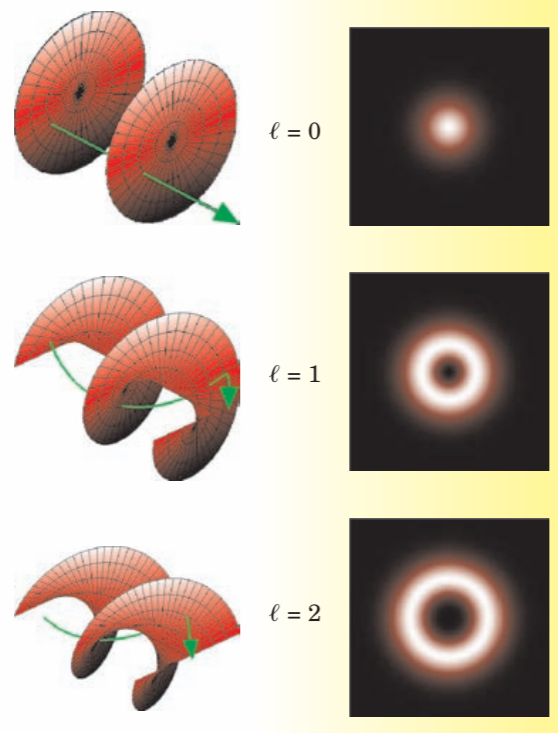 ℓ = 0
ℓ = 1
ℓ = 2